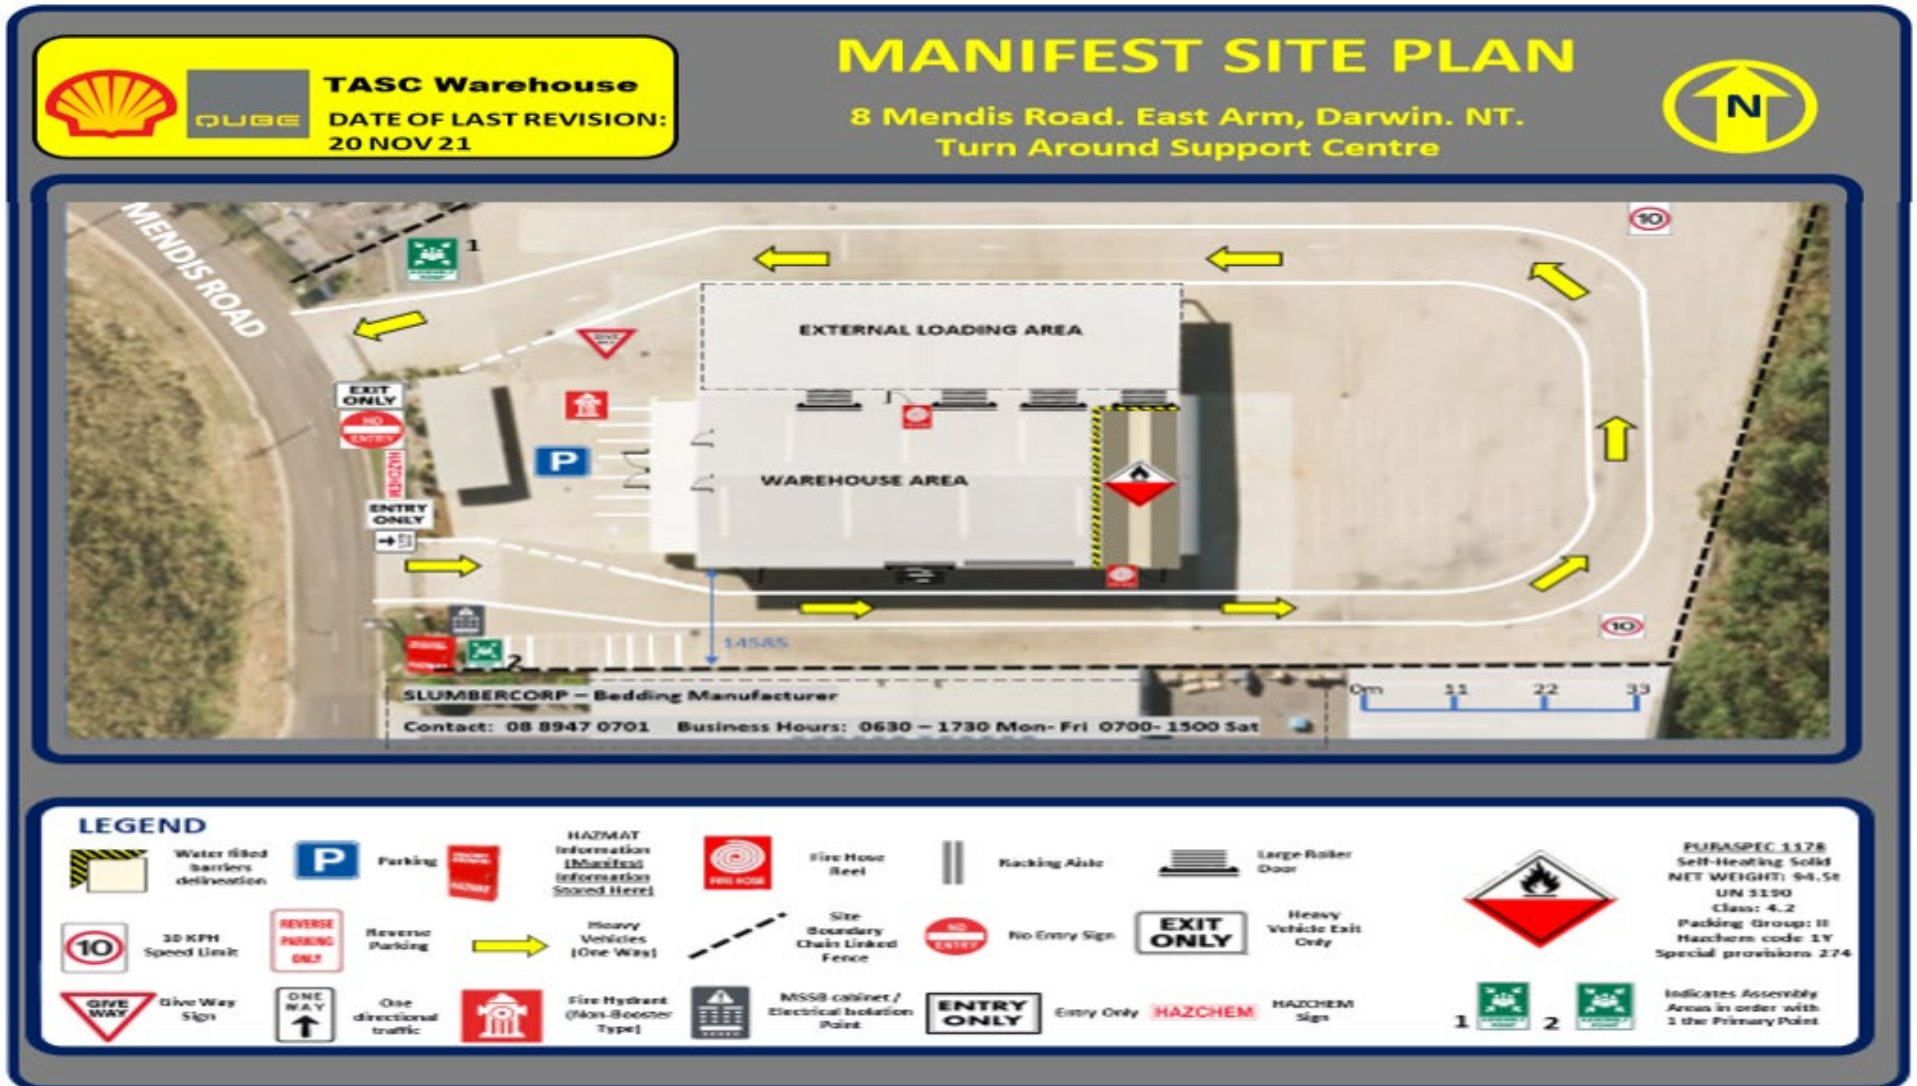 MANIFEST SITE PLAN
TASC Warehouse
QUBE
DATE OF LAST REVISION:
20 NOV 21
8 Mendis Road. East Arm, Darwin. NT.
Turn Around Support Centre
N
MENDIS ROAD
1
10
EXTERNAL LOADING AREA
GIVE WAY
EXIT
ONLY
NO
ENTRY
HAZCHEM
P
WAREHOUSE AREA
ENTRY
ONLY
10
14585
2
SLUMBERCORP – Bedding Manufacturer
0m 11 22 33
Contact: 08 8947 0701 Business Hours: 0630 – 1730 Mon- Fri 0700- 1500 Sat
LEGEND
Water filled
barriers
delineation
P
Parking
HAZMAT
Information
(Manifest
Information
Stored Here)
FIRE HOSE
Fire Hose
Reel
Racking Aisle
Large Roller
Door
PURASPEC 1178
Self-Heating Solid
NET WEIGHT: 94.5t
UN 3190
Class: 4.2
Packing Group: II
Hazchem code 1Y
Special provisions 274
10
10 KPH
Speed Limit
REVERSE
PARKING
ONLY
Reverse
Parking
Heavy
Vehicles
(One Way)
Site
Boundary
Chain Linked
Fence
NO
ENTRY
No Entry Sign
EXIT
ONLY
Heavy
Vehicle Exit
Only
GIVE
WAY
Give Way
Sign
ONE
WAY
One
directional
traffic
Fire Hydrant
(Non-Booster
Type)
MSSB cabinet /
Electrical Isolation
Point
ENTRY
ONLY
Entry Only
HAZCHEM
HAZCHEM
Sign
1
2
Indicates Assembly
Areas in order with
1 the Primary Point